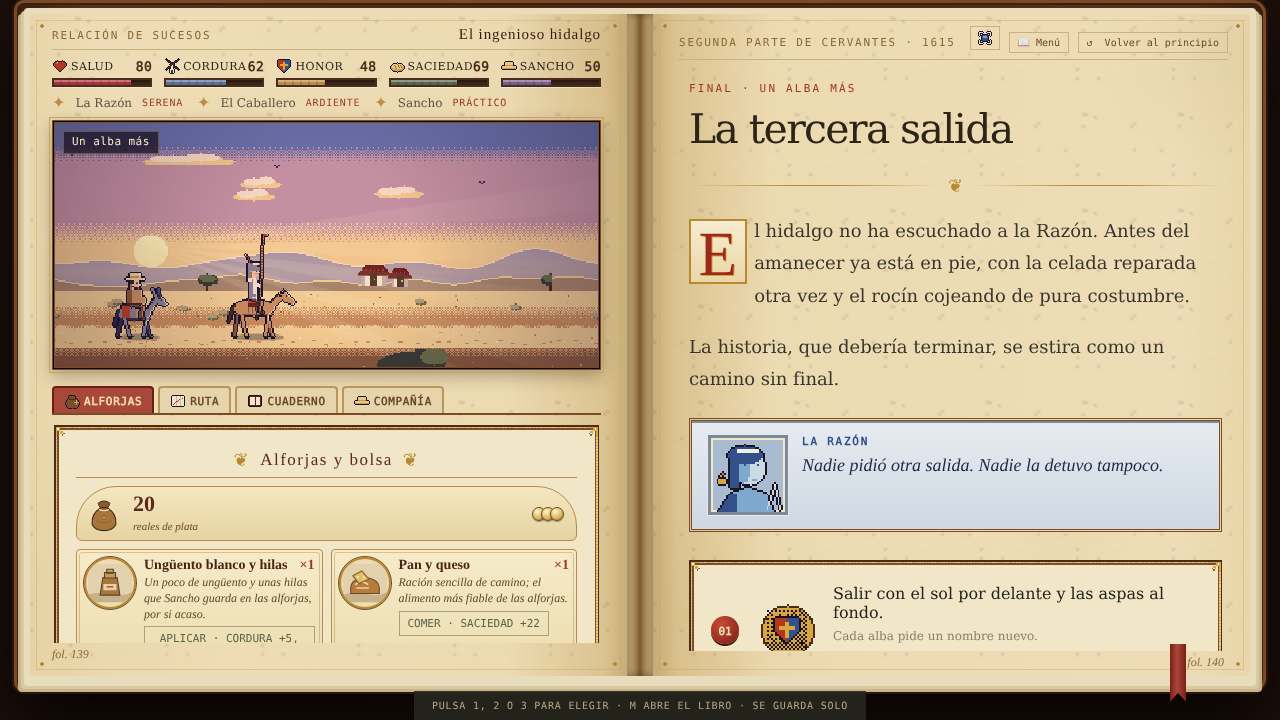 RELACIÓN DE SUCESOS
El ingenioso hidalgo
SALUD 80
CORDURA 62
HONOR 48
SACIEDAD 69
SANCHO 50
La Razón SERENA
El Caballero ARDIENTE
Sancho PRÁCTICO
Un alba más
ALFORJAS
RUTA
CUADERNO
COMPAÑÍA
Alforjas y bolsa
20
reales de plata
Ungüento blanco y hilas ×1
Un poco de ungüento y unas hilas
que Sancho guarda en las alforjas,
por si acaso.
APLICAR · CORDURA +5,
Pan y queso ×1
Ración sencilla de camino; el
alimento más fiable de las alforjas.
COMER · SACIEDAD +22
fol. 139
SEGUNDA PARTE DE CERVANTES · 1615
Menú
↺ Volver al principio
FINAL · UN ALBA MÁS
La tercera salida
El hidalgo no ha escuchado a la Razón. Antes del
amanecer ya está en pie, con la celada reparada
otra vez y el rocín cojeando de pura costumbre.
La historia, que debería terminar, se estira como un
camino sin final.
LA RAZÓN
Nadie pidió otra salida. Nadie la detuvo tampoco.
01
Salir con el sol por delante y las aspas al
fondo.
Cada alba pide un nombre nuevo.
fol. 140
PULSA 1, 2 O 3 PARA ELEGIR · M ABRE EL LIBRO · SE GUARDA SOLO